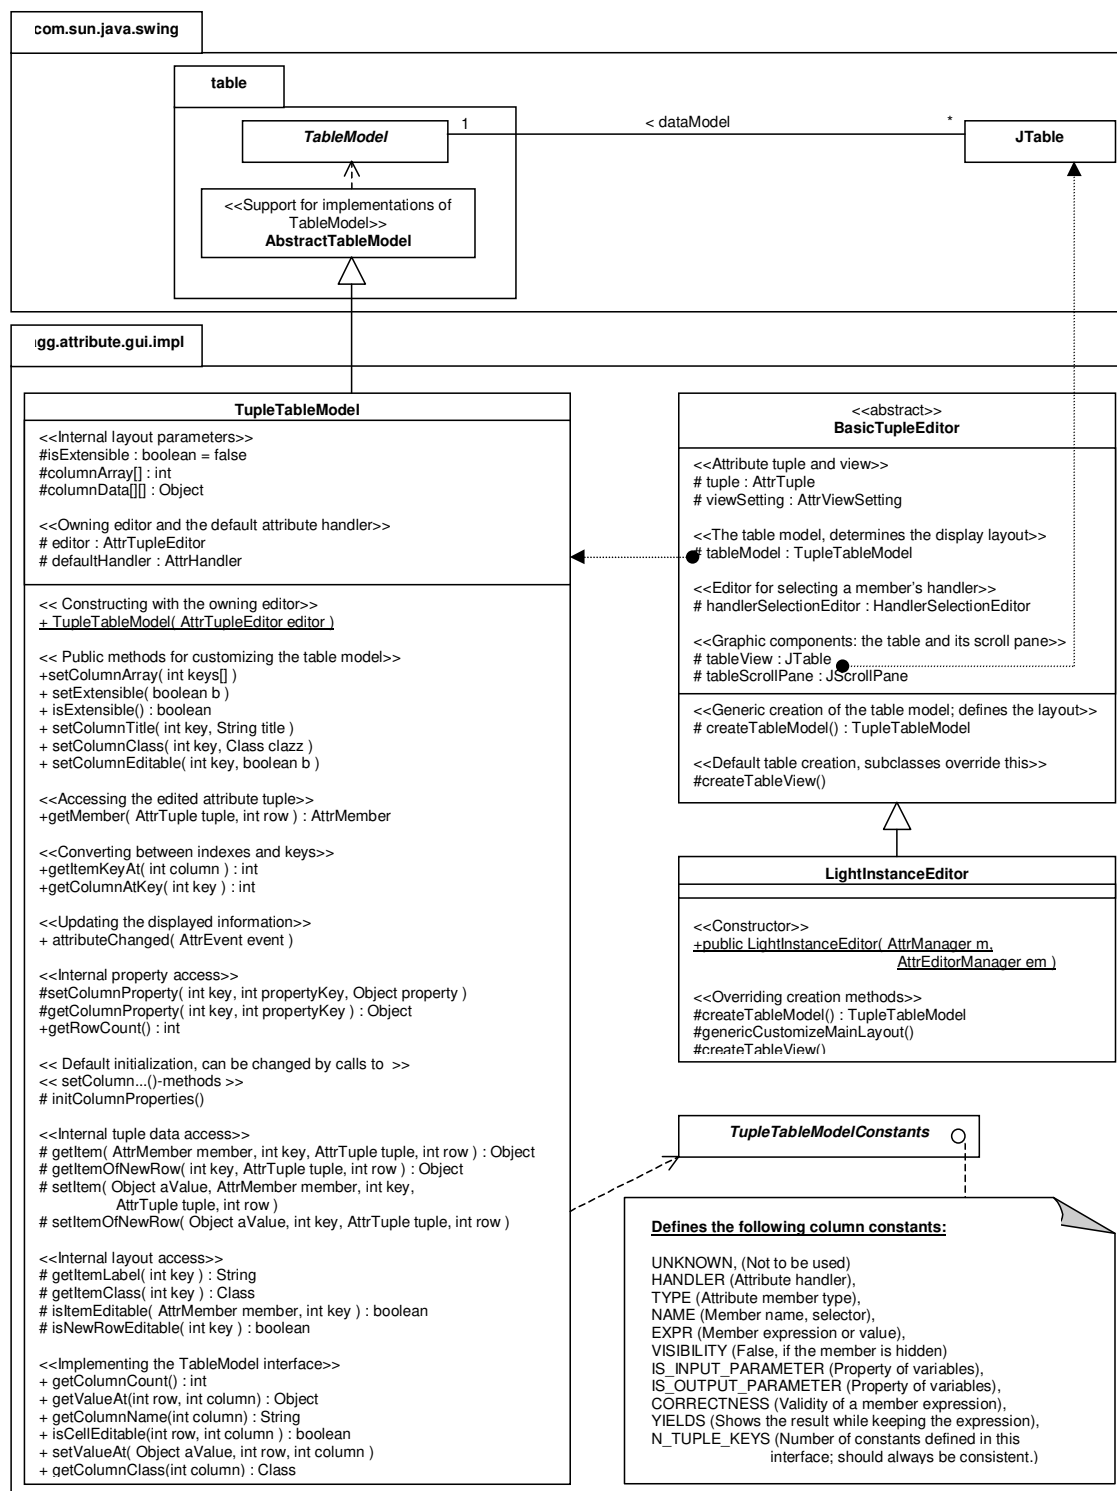 com.sun.java.swing
table
TableModel
1
< dataModel
*
JTable
<<Support for implementations of
TableModel>>
AbstractTableModel
agg.attribute.gui.impl
TupleTableModel
<<Internal layout parameters>>
#isExtensible : boolean = false
#columnArray[] : int
#columnData[][] : Object
<<Owning editor and the default attribute handler>>
# editor : AttrTupleEditor
# defaultHandler : AttrHandler
<< Constructing with the owning editor>>
+ TupleTableModel( AttrTupleEditor editor )
<< Public methods for customizing the table model>>
+setColumnArray( int keys[] )
+ setExtensible( boolean b )
+ isExtensible() : boolean
+ setColumnTitle( int key, String title )
+ setColumnClass( int key, Class clazz )
+ setColumnEditable( int key, boolean b )
<<Accessing the edited attribute tuple>>
+getMember( AttrTuple tuple, int row ) : AttrMember
<<Converting between indexes and keys>>
+getItemKeyAt( int column ) : int
+getColumnAtKey( int key ) : int
<<Updating the displayed information>>
+ attributeChanged( AttrEvent event )
<<Internal property access>>
#setColumnProperty( int key, int propertyKey, Object property )
#getColumnProperty( int key, int propertyKey ) : Object
+getRowCount() : int
<< Default initialization, can be changed by calls to  >>
<< setColumn...()-methods >>
# initColumnProperties()
<<Internal tuple data access>>
# getItem( AttrMember member, int key, AttrTuple tuple, int row ) : Object
# getItemOfNewRow( int key, AttrTuple tuple, int row ) : Object
# setItem( Object aValue, AttrMember member, int key,
AttrTuple tuple, int row )
# setItemOfNewRow( Object aValue, int key, AttrTuple tuple, int row )
<<Internal layout access>>
# getItemLabel( int key ) : String
# getItemClass( int key ) : Class
# isItemEditable( AttrMember member, int key ) : boolean
# isNewRowEditable( int key ) : boolean
<<Implementing the TableModel interface>>
+ getColumnCount() : int
+ getValueAt(int row, int column) : Object
+ getColumnName(int column) : String
+ isCellEditable(int row, int column ) : boolean
+ setValueAt( Object aValue, int row, int column )
+ getColumnClass(int column) : Class
<<abstract>>
BasicTupleEditor
<<Attribute tuple and view>>
# tuple : AttrTuple
# viewSetting : AttrViewSetting
<<The table model, determines the display layout>>
# tableModel : TupleTableModel
<<Editor for selecting a member's handler>>
# handlerSelectionEditor : HandlerSelectionEditor
<<Graphic components: the table and its scroll pane>>
# tableView : JTable
# tableScrollPane : JScrollPane
<<Generic creation of the table model; defines the layout>>
# createTableModel() : TupleTableModel
<<Default table creation, subclasses override this>>
#createTableView()
LightInstanceEditor
<<Constructor>>
+public LightInstanceEditor( AttrManager m,
AttrEditorManager em )
<<Overriding creation methods>>
#createTableModel() : TupleTableModel
#genericCustomizeMainLayout()
#createTableView()
TupleTableModelConstants
Defines the following column constants:
UNKNOWN, (Not to be used)
HANDLER (Attribute handler),
TYPE (Attribute member type),
NAME (Member name, selector),
EXPR (Member expression or value),
VISIBILITY (False, if the member is hidden)
IS_INPUT_PARAMETER (Property of variables),
IS_OUTPUT_PARAMETER (Property of variables),
CORRECTNESS (Validity of a member expression),
YIELDS (Shows the result while keeping the expression),
N_TUPLE_KEYS (Number of constants defined in this
interface; should always be consistent.)